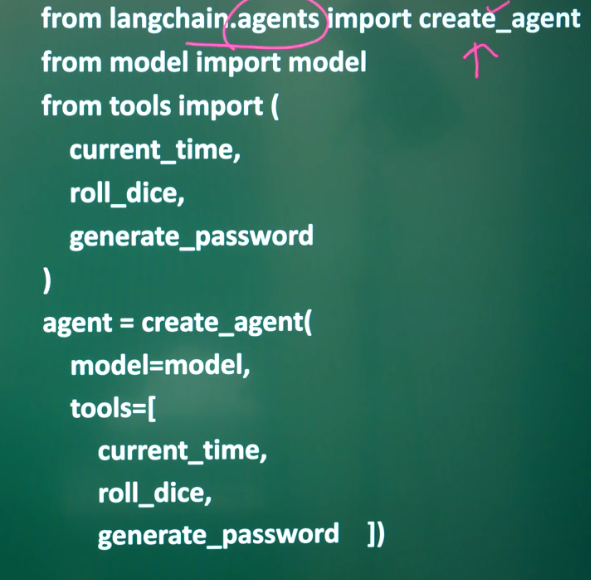 from langchain.agents import create_agent
from model import model
from tools import (
current_time,
roll_dice,
generate_password
)
agent = create_agent(
model=model,
tools=[
current_time,
roll_dice,
generate_password ])